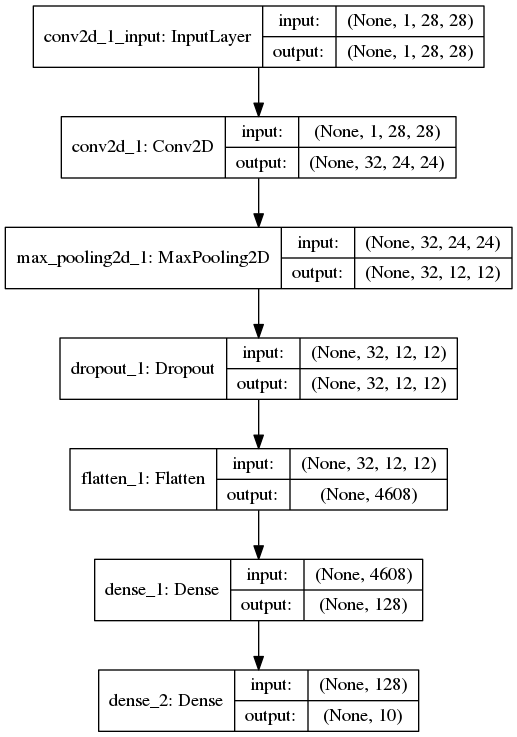 conv2d_1_input: InputLayer
input: (None, 1, 28, 28)
output: (None, 1, 28, 28)
conv2d_1: Conv2D
input: (None, 1, 28, 28)
output: (None, 32, 24, 24)
max_pooling2d_1: MaxPooling2D
input: (None, 32, 24, 24)
output: (None, 32, 12, 12)
dropout_1: Dropout
input: (None, 32, 12, 12)
output: (None, 32, 12, 12)
flatten_1: Flatten
input: (None, 32, 12, 12)
output: (None, 4608)
dense_1: Dense
input: (None, 4608)
output: (None, 128)
dense_2: Dense
input: (None, 128)
output: (None, 10)